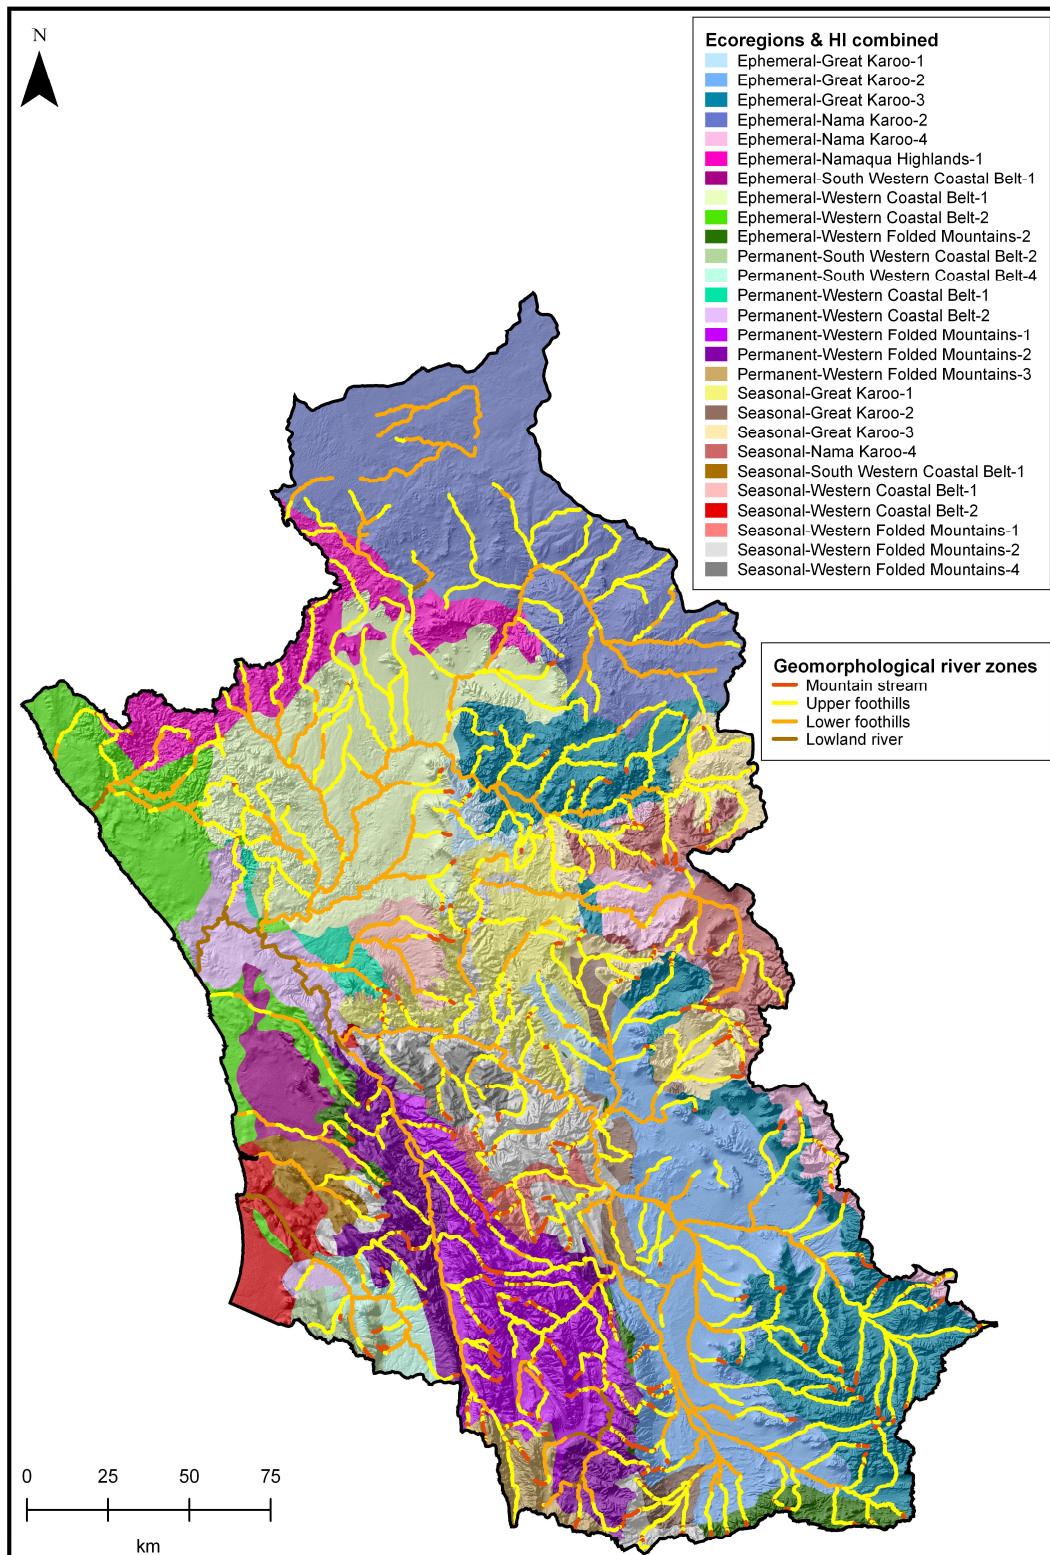 N
Ecoregions & HI combined
Ephemeral-Great Karoo-1
Ephemeral-Great Karoo-2
Ephemeral-Great Karoo-3
Ephemeral-Nama Karoo-2
Ephemeral-Nama Karoo-4
Ephemeral-Namaqua Highlands-1
Ephemeral-South Western Coastal Belt-1
Ephemeral-Western Coastal Belt-1
Ephemeral-Western Coastal Belt-2
Ephemeral-Western Folded Mountains-2
Permanent-South Western Coastal Belt-2
Permanent-South Western Coastal Belt-4
Permanent-Western Coastal Belt-1
Permanent-Western Coastal Belt-2
Permanent-Western Folded Mountains-1
Permanent-Western Folded Mountains-2
Permanent-Western Folded Mountains-3
Seasonal-Great Karoo-1
Seasonal-Great Karoo-2
Seasonal-Great Karoo-3
Seasonal-Nama Karoo-4
Seasonal-South Western Coastal Belt-1
Seasonal-Western Coastal Belt-1
Seasonal-Western Coastal Belt-2
Seasonal-Western Folded Mountains-1
Seasonal-Western Folded Mountains-2
Seasonal-Western Folded Mountains-4
Geomorphological river zones
Mountain stream
Upper foothills
Lower foothills
Lowland river
0 25 50 75
km